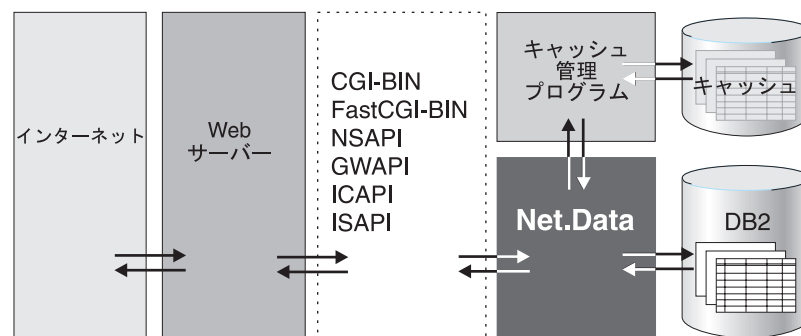 インターネット
Web
サーバー
CGI-BIN
FastCGI-BIN
NSAPI
GWAPI
ICAPI
ISAPI
キャッシュ
管理
プログラム
キャッシュ
Net.Data
DB2